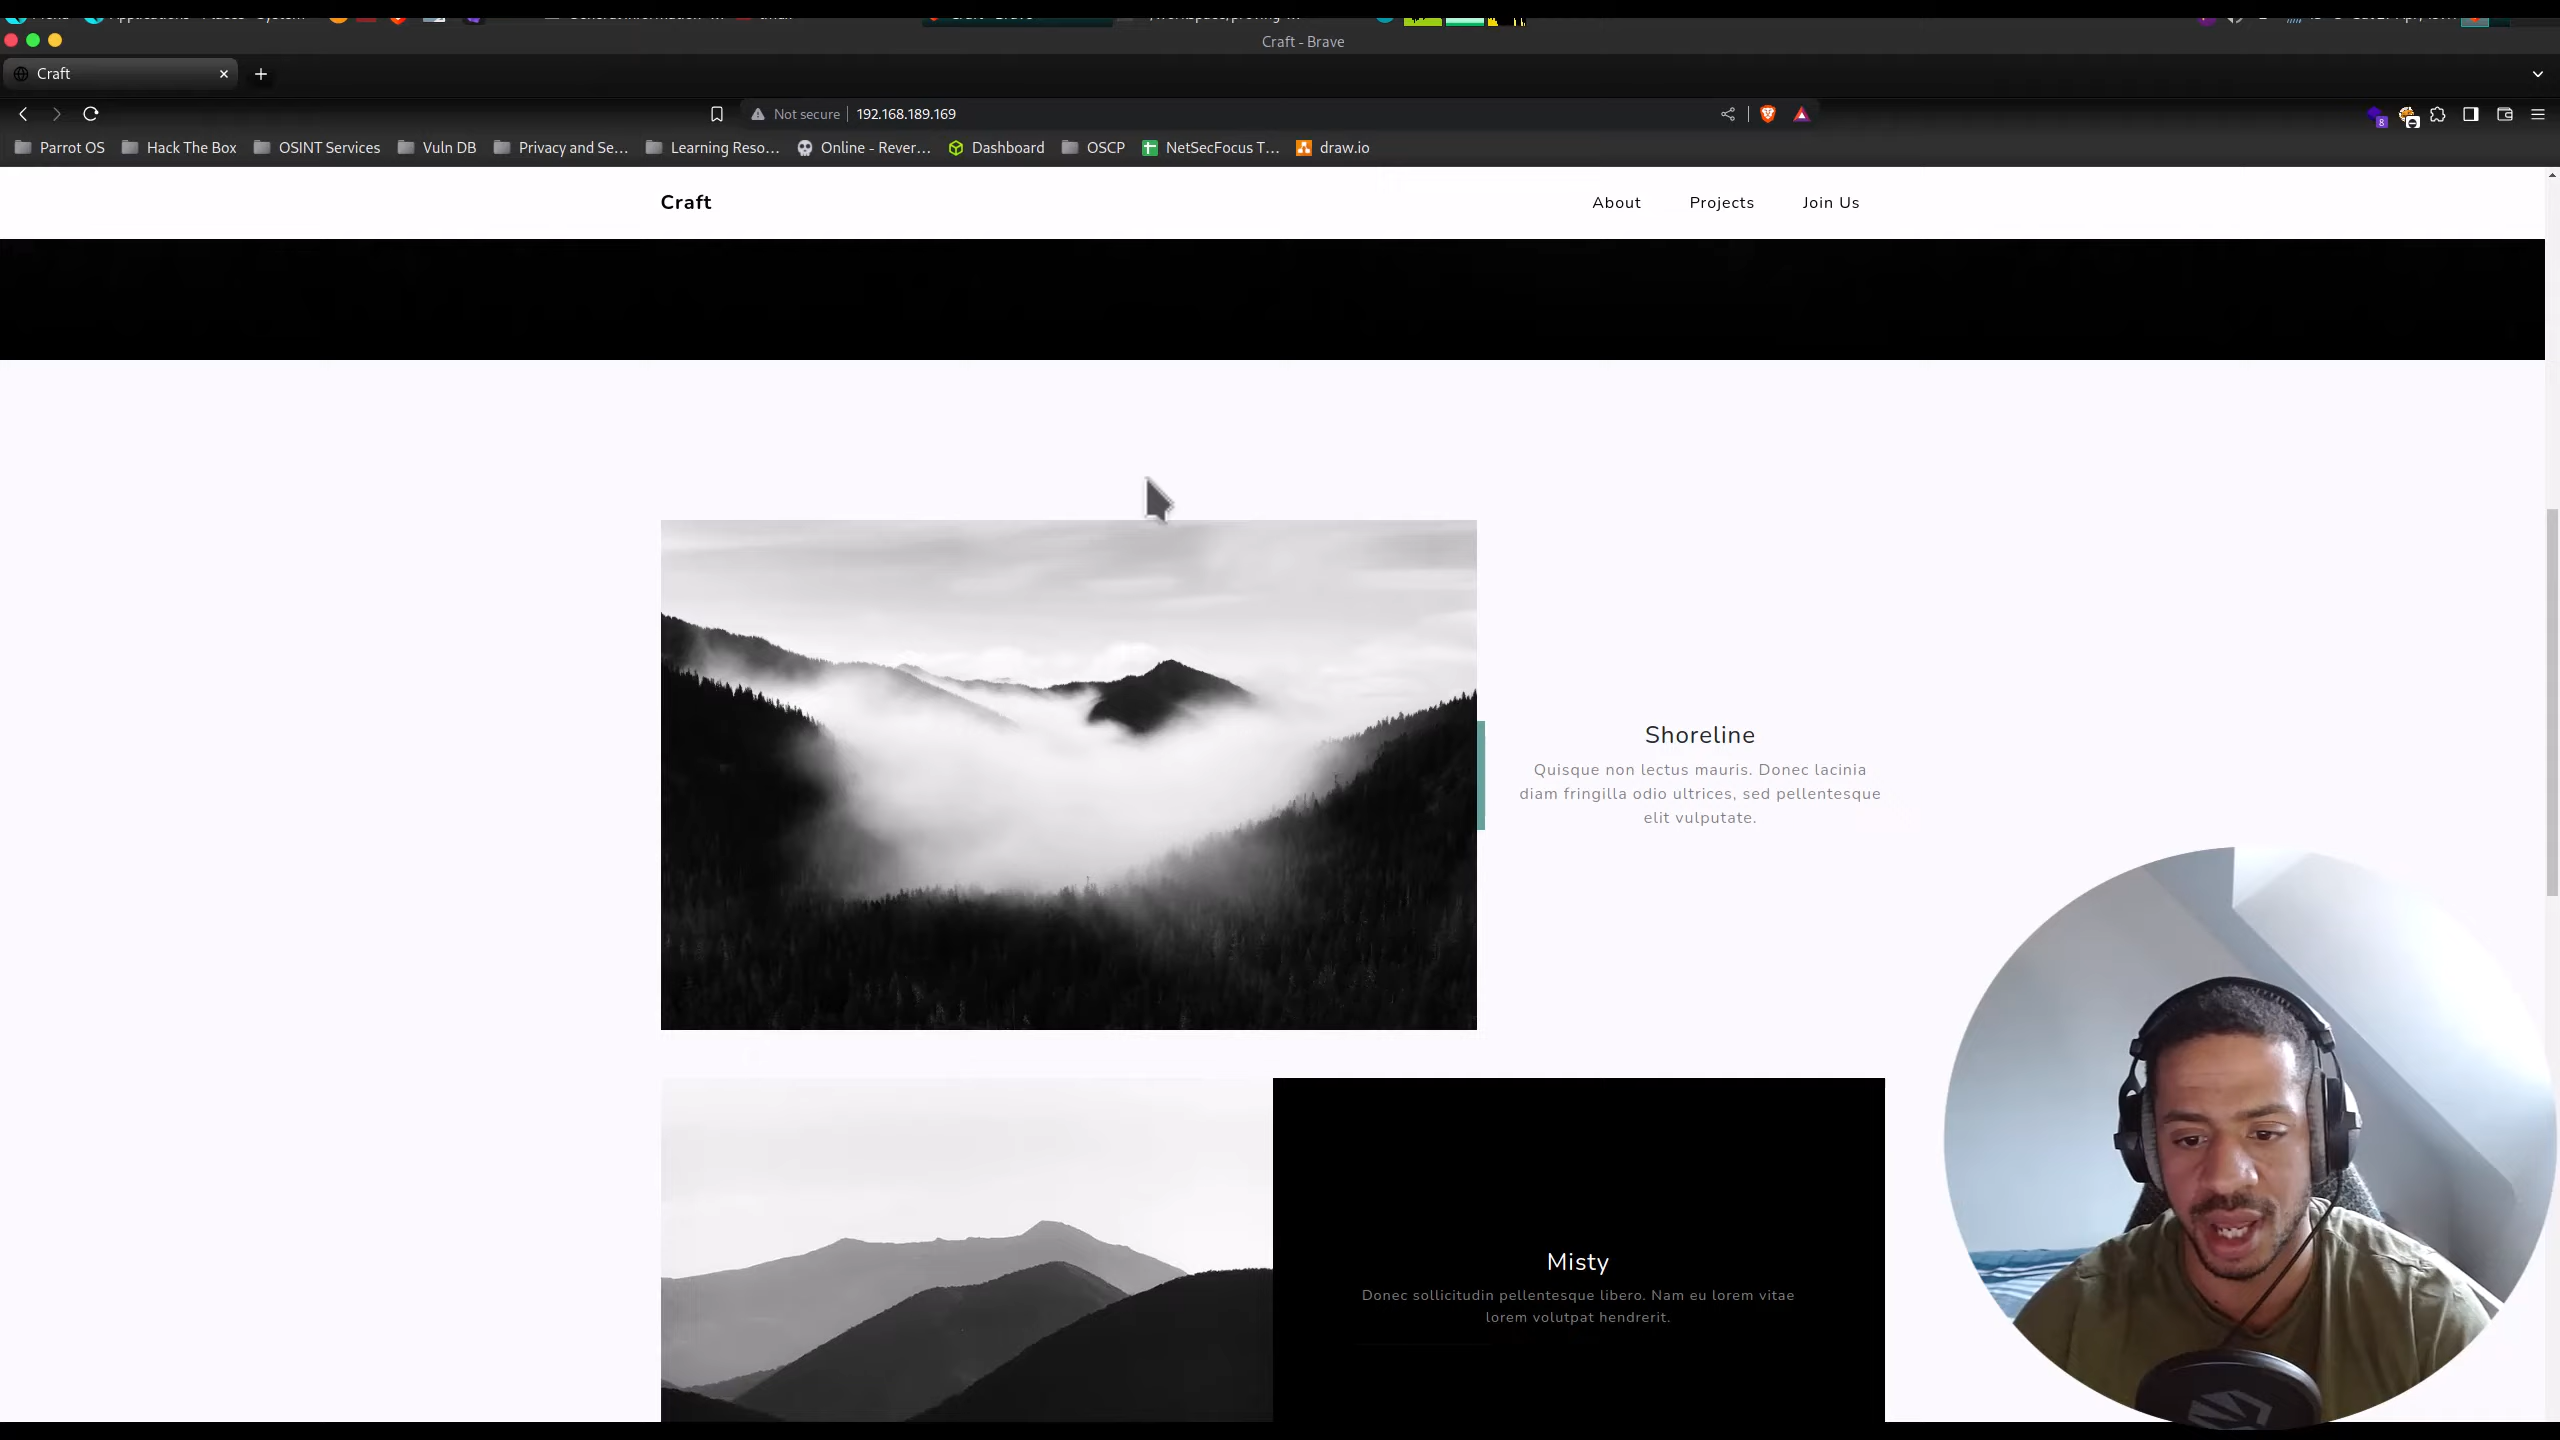 Craft - Brave
Craft
Not secure
192.168.189.169
8
Parrot OS
Hack The Box
OSINT Services
Vuln DB
Privacy and Se...
Learning Reso...
Online - Rever...
Dashboard
OSCP
NetSecFocus T...
draw.io
Craft
About
Projects
Join Us
Shoreline
Quisque non lectus mauris. Donec lacinia
diam fringilla odio ultrices, sed pellentesque
elit vulputate.
Misty
Donec sollicitudin pellentesque libero. Nam eu lorem vitae
lorem volutpat hendrerit.